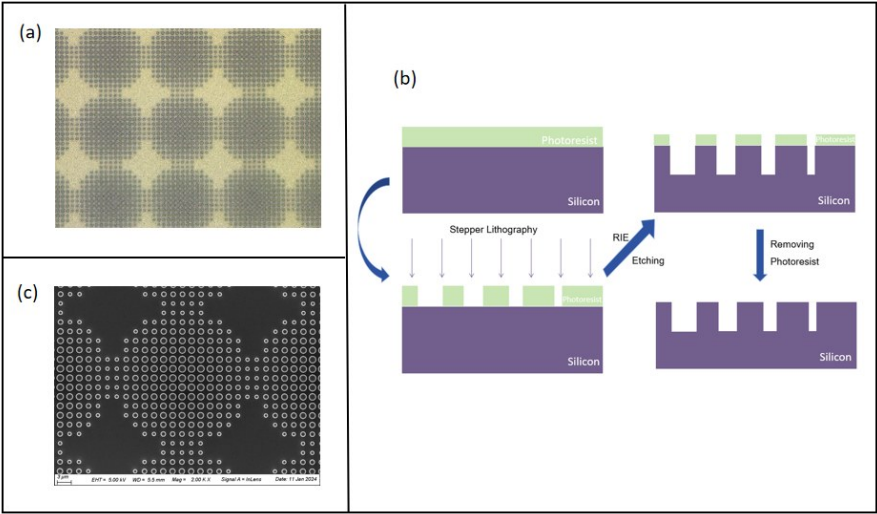 (a)
(b)
Photoresist
Silicon
Stepper Lithography
Photoresist
Silicon
RIE
Etching
Photoresist
Silicon
Removing
Photoresist
Silicon
(c)
3 µm
EHT = 5.00 kV
WD = 5.5 mm
Mag = 2.00 K X
Signal A = InLens
Date: 11 Jan 2024